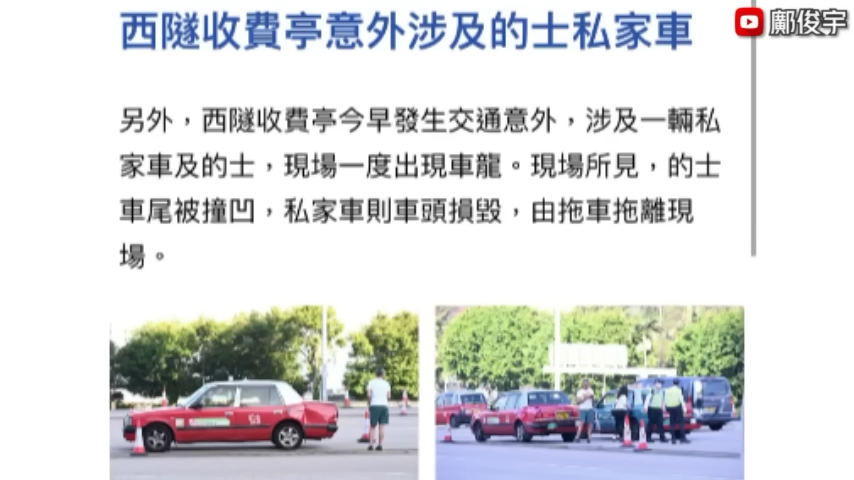 鄺俊宇
西隧收費亭意外涉及的士私家車
另外，西隧收費亭今早發生交通意外，涉及一輛私
家車及的士，現場一度出現車龍。現場所見，的士
車尾被撞凹，私家車則車頭損毀，由拖車拖離現
場。